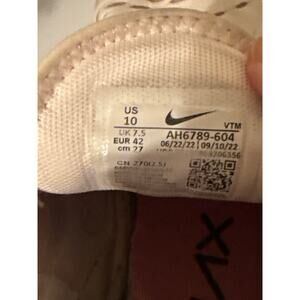 US
10
VTM
UK 7.5
AH6789-604
EUR 42
06/22/22 09/10/22
cm 27
CN 270(2.5)